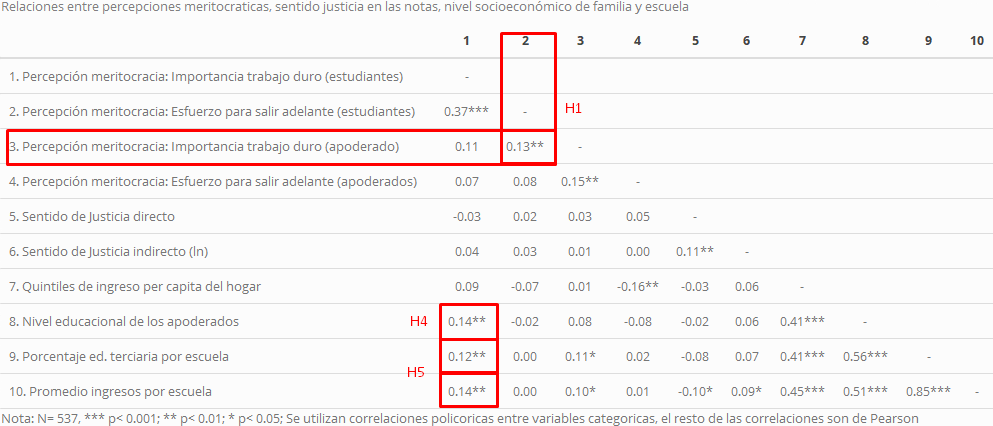 Relaciones entre percepciones meritocraticas, sentido justicia en las notas, nivel socioeconómico de familia y escuela
1 2 3 4 5 6 7 8 9 10
1. Percepción meritocracia: Importancia trabajo duro (estudiantes) -
2. Percepción meritocracia: Esfuerzo para salir adelante (estudiantes) 0.37*** - H1
3. Percepción meritocracia: Importancia trabajo duro (apoderado) 0.11 0.13** -
4. Percepción meritocracia: Esfuerzo para salir adelante (apoderados) 0.07 0.08 0.15** -
5. Sentido de Justicia directo -0.03 0.02 0.03 0.05 -
6. Sentido de Justicia indirecto (ln) 0.04 0.03 0.01 0.00 0.11** -
7. Quintiles de ingreso per capita del hogar 0.09 -0.07 0.01 -0.16** -0.03 0.06 -
8. Nivel educacional de los apoderados H4 0.14** -0.02 0.08 -0.08 -0.02 0.06 0.41*** -
9. Porcentaje ed. terciaria por escuela 0.12** 0.00 0.11* 0.02 -0.08 0.07 0.41*** 0.56*** -
H5
10. Promedio ingresos por escuela 0.14** 0.00 0.10* 0.01 -0.10* 0.09* 0.45*** 0.51*** 0.85*** -
Nota: N= 537, *** p< 0.001; ** p< 0.01; * p< 0.05; Se utilizan correlaciones policoricas entre variables categoricas, el resto de las correlaciones son de Pearson